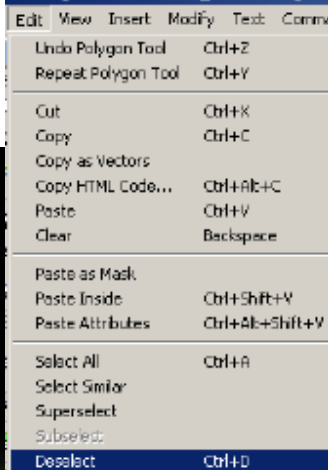 Edit View Insert Modify Text Comma
Undo Polygon Tool Ctrl+Z
Repeat Polygon Tool Ctrl+Y
Cut Ctrl+X
Copy Ctrl+C
Copy as Vectors
Copy HTML Code... Ctrl+Alt+C
Paste Ctrl+V
Clear Backspace
Paste as Mask
Paste Inside Ctrl+Shift+V
Paste Attributes Ctrl+Alt+Shift+V
Select All Ctrl+A
Select Similar
Superselect
Subselect
Deselect Ctrl+D